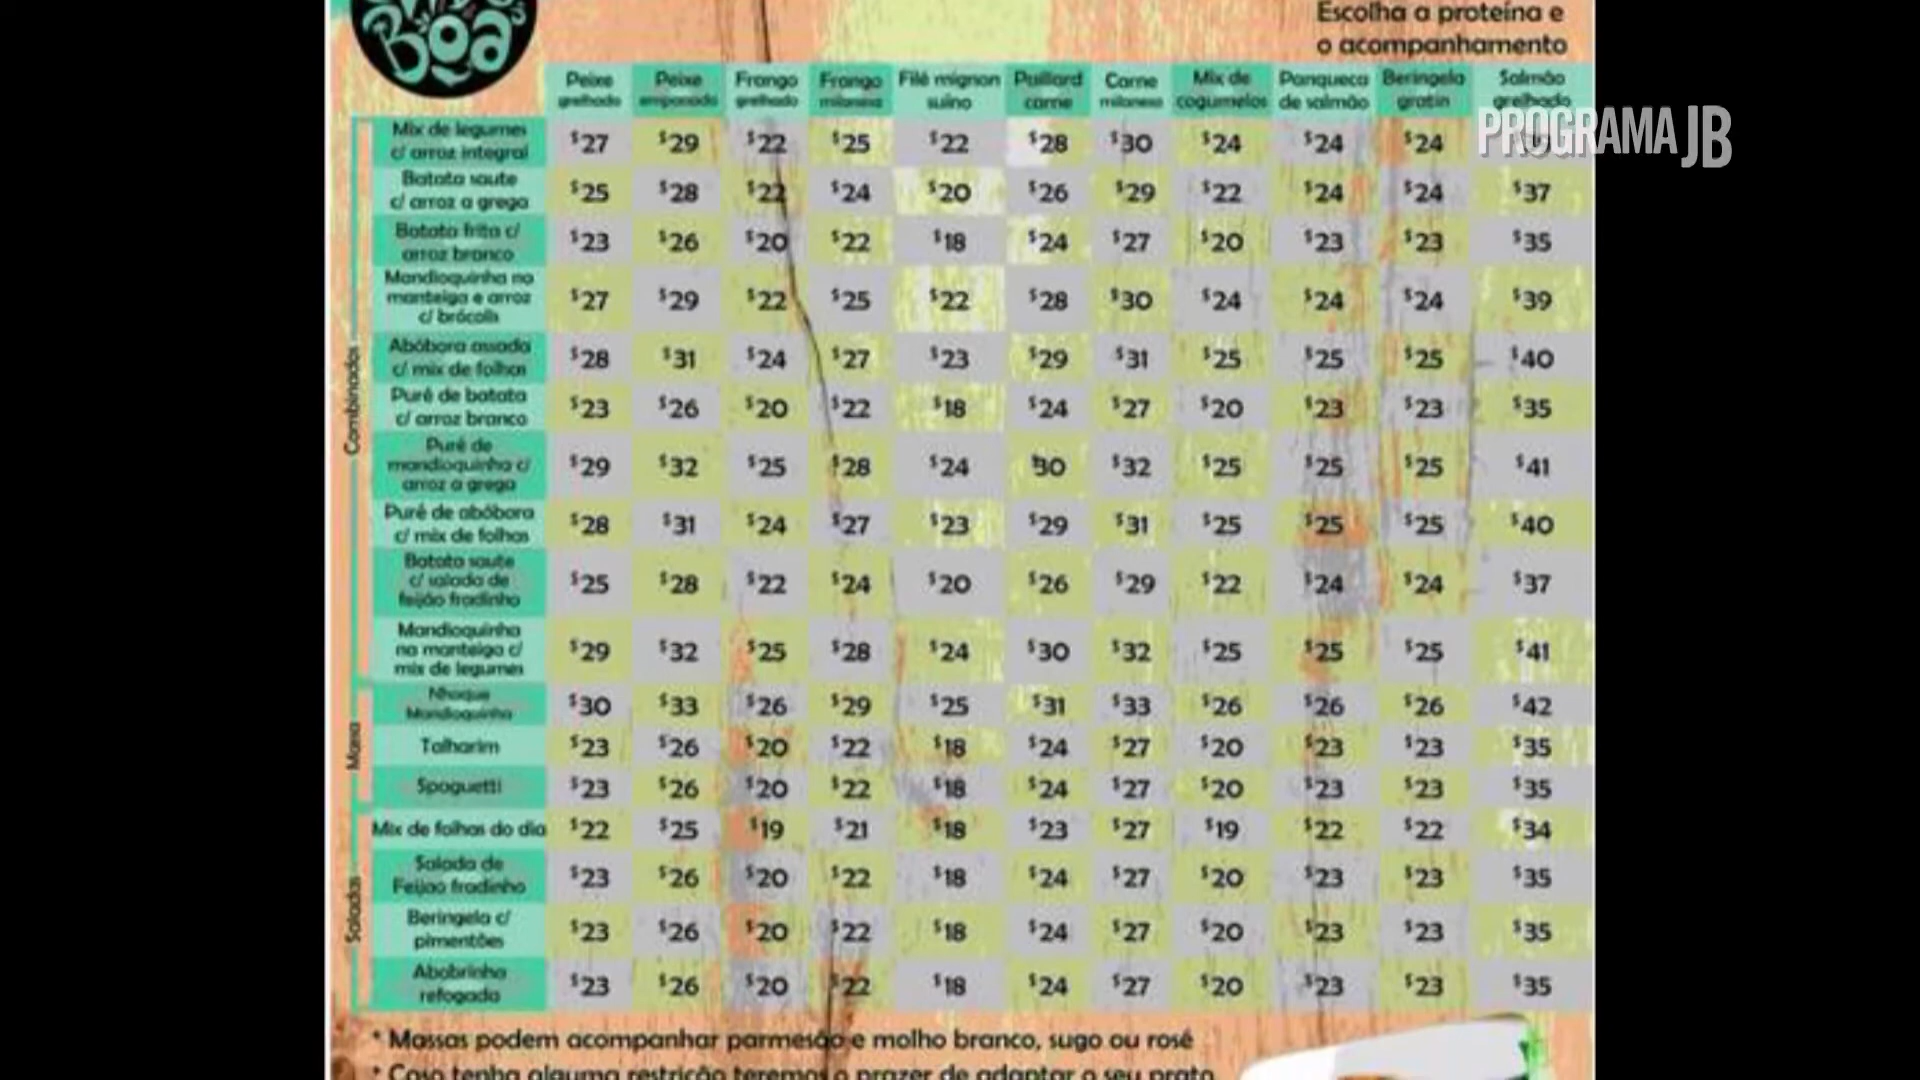 Boa
Escolha a proteína e
o acompanhamento
Peixe grelhado Peixe empanado Frango grelhado Frango milanesa Filé mignon suíno Paillard carne Carne milanesa Mix de cogumelos Panqueca de salmão Beringela gratin Salmão grelhado
PROGRAMA JB
Combinados
Mix de legumes c/ arroz integral $27 $29 $22 $25 $22 $28 $30 $24 $24 $24
Batata saute c/ arroz a grega $25 $28 $22 $24 $20 $26 $29 $22 $24 $24 $37
Batata frita c/ arroz branco $23 $26 $20 $22 $18 $24 $27 $20 $23 $23 $35
Mandioquinha na manteiga e arroz c/ brócolis $27 $29 $22 $25 $22 $28 $30 $24 $24 $24 $39
Abóbora assada c/ mix de folhas $28 $31 $24 $27 $23 $29 $31 $25 $25 $25 $40
Purê de batata c/ arroz branco $23 $26 $20 $22 $18 $24 $27 $20 $23 $23 $35
Purê de mandioquinha c/ arroz a grega $29 $32 $25 $28 $24 $30 $32 $25 $25 $25 $41
Purê de abóbora c/ mix de folhas $28 $31 $24 $27 $23 $29 $31 $25 $25 $25 $40
Batata saute c/ salada de feijão fradinho $25 $28 $22 $24 $20 $26 $29 $22 $24 $24 $37
Mandioquinha na manteiga c/ mix de legumes $29 $32 $25 $28 $24 $30 $32 $25 $25 $25 $41
Massa
Nhoque Mandioquinha $30 $33 $26 $29 $25 $31 $33 $26 $26 $26 $42
Talharim $23 $26 $20 $22 $18 $24 $27 $20 $23 $23 $35
Spaguetti $23 $26 $20 $22 $18 $24 $27 $20 $23 $23 $35
Saladas
Mix de folhas do dia $22 $25 $19 $21 $18 $23 $27 $19 $22 $22 $34
Salada de Feijao fradinho $23 $26 $20 $22 $18 $24 $27 $20 $23 $23 $35
Beringela c/ pimentões $23 $26 $20 $22 $18 $24 $27 $20 $23 $23 $35
Abobrinha refogada $23 $26 $20 $22 $18 $24 $27 $20 $23 $23 $35
* Massas podem acompanhar parmesão e molho branco, sugo ou rosé
* Caso tenha alguma restrição teremos o prazer de adaptar o seu prato